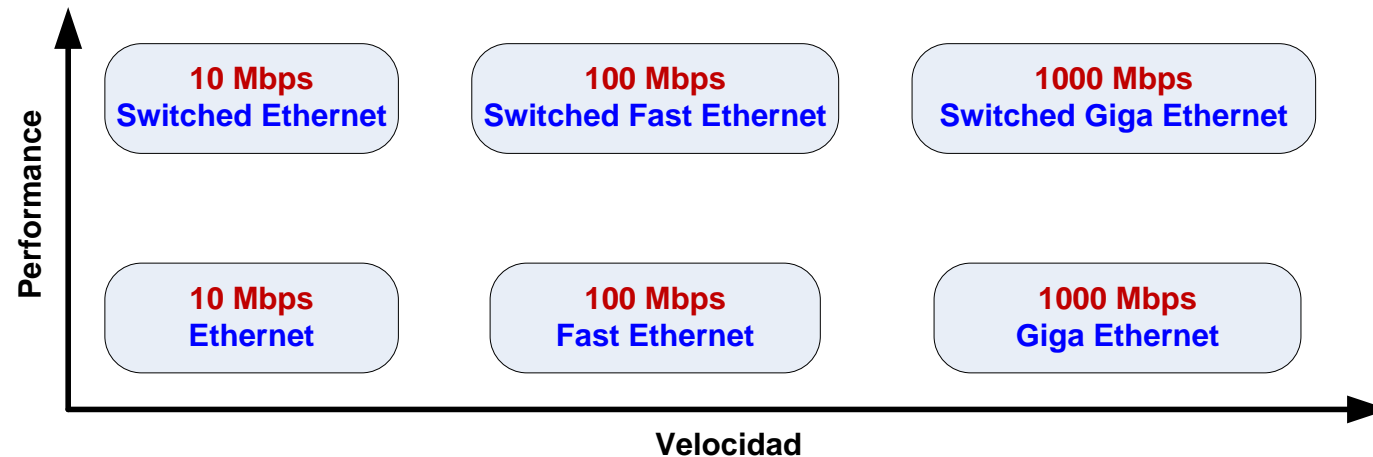 Performance
10 Mbps
Switched Ethernet
100 Mbps
Switched Fast Ethernet
1000 Mbps
Switched Giga Ethernet
10 Mbps
Ethernet
100 Mbps
Fast Ethernet
1000 Mbps
Giga Ethernet
Velocidad